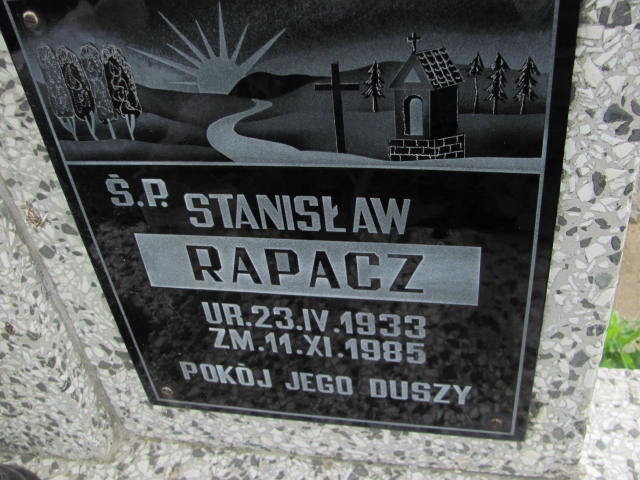 Ś.P. STANISŁAW
RAPACZ
UR.23.IV.1933
ZM.11.XI.1985
POKÓJ JEGO DUSZY